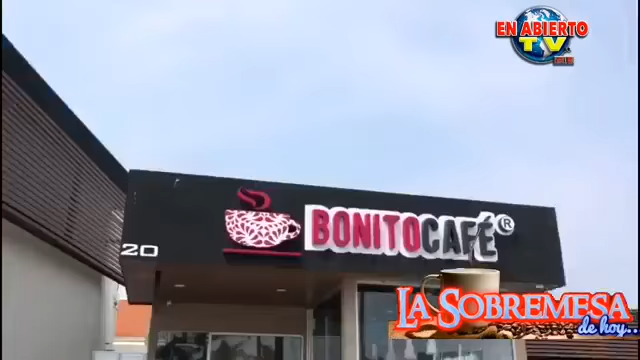 EN ABIERTO
TV
20
BONITOCAFÉ®
LA SOBREMESA
de hoy..